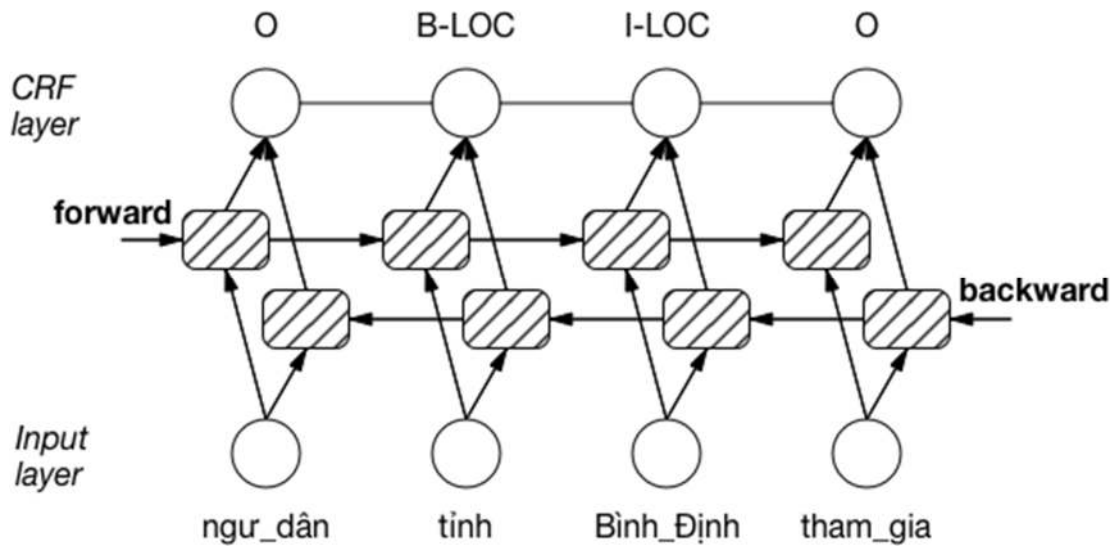 O B-LOC I-LOC O
CRF
layer
forward
backward
Input
layer
ngư_dân tỉnh Bình_Định tham_gia